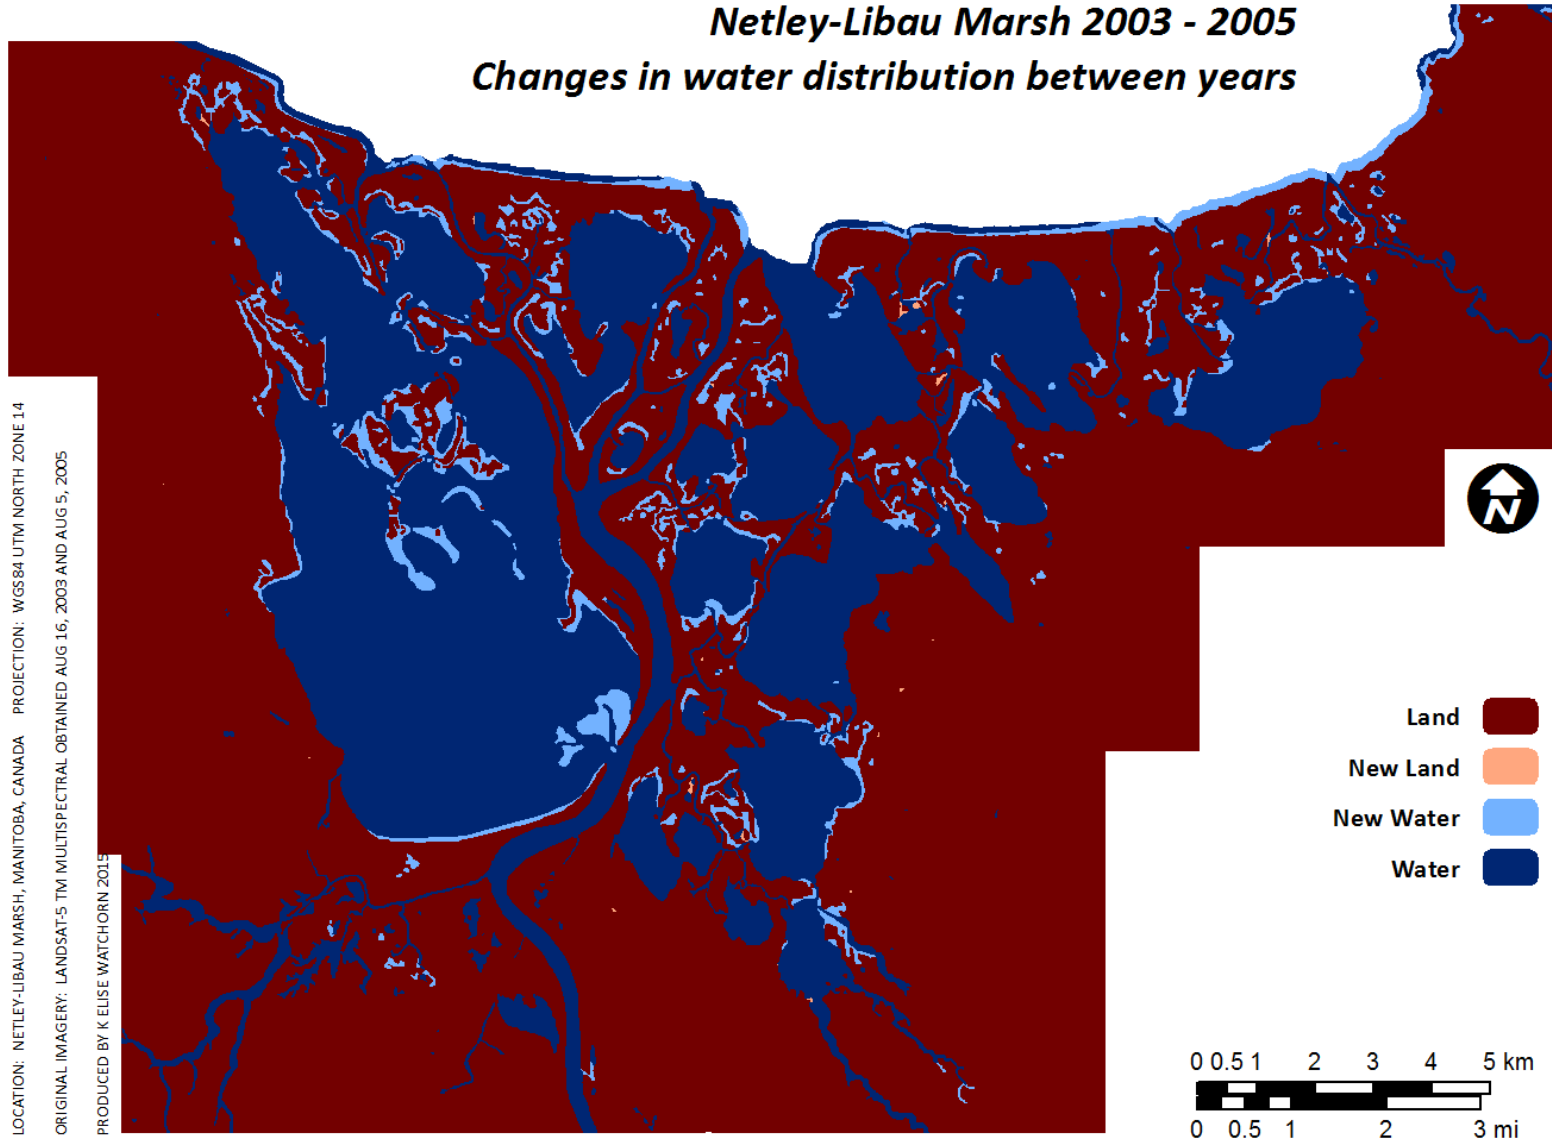 Netley-Libau Marsh 2003 - 2005
Changes in water distribution between years
LOCATION: NETLEY-LIBAU MARSH, MANITOBA, CANADA PROJECTION: WGS84 UTM NORTH ZONE 14
ORIGINAL IMAGERY: LANDSAT-5 TM MULTISPECTRAL OBTAINED AUG 16, 2003 AND AUG 5, 2005
PRODUCED BY K ELISE WATCHORN 2015
N
Land
New Land
New Water
Water
0 0.5 1 2 3 4 5 km
0 0.5 1 2 3 mi